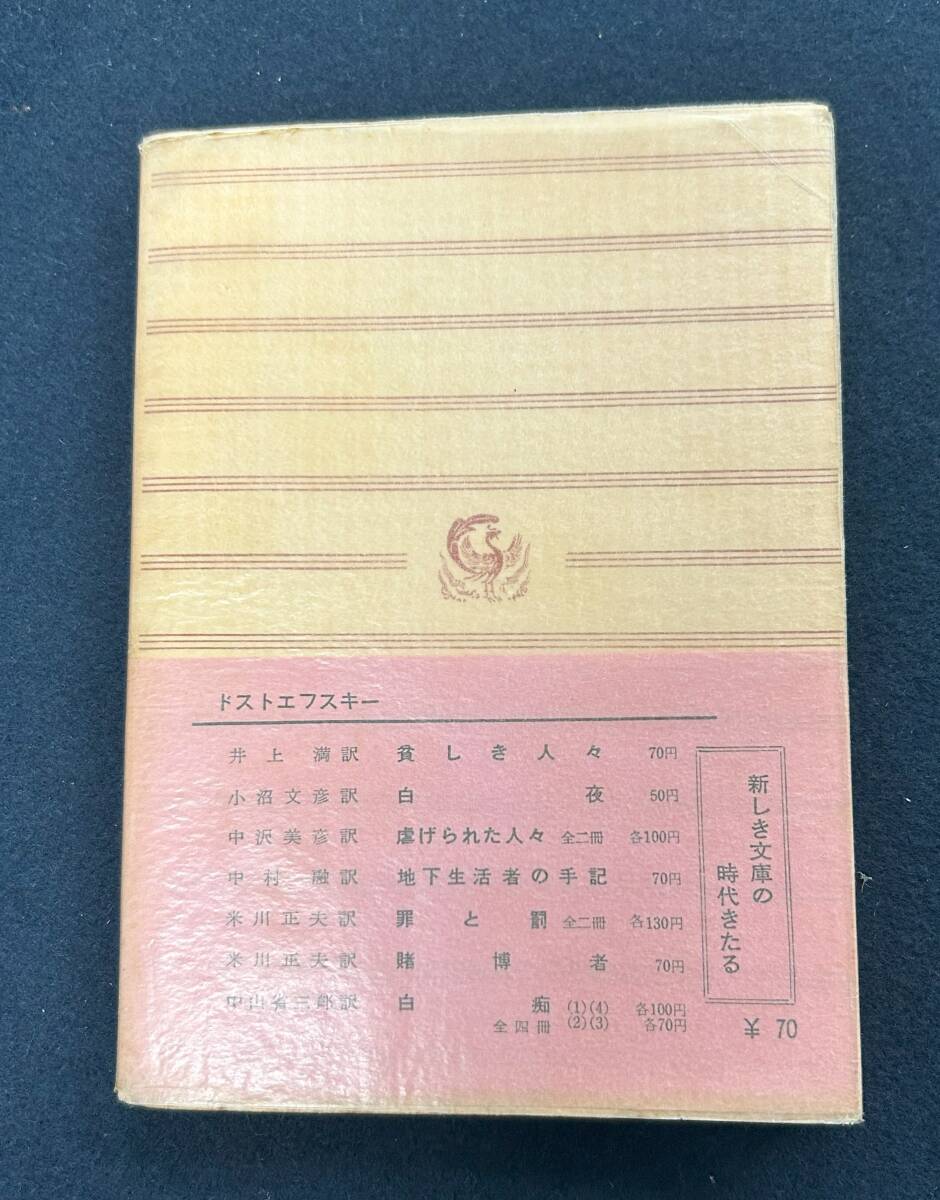 ドストエフスキー
井上満訳 貧しき人々 70円
小沼文彦訳 白夜 50円
中沢美彦訳 虐げられた人々 全二冊 各100円
中村融訳 地下生活者の手記 70円
米川正夫訳 罪と罰 全二冊 各130円
米川正夫訳 賭博者 70円
中山省三郎訳 白痴 (1)(4) 各100円
全四冊 (2)(3) 各70円
新しき文庫の
時代きたる
¥ 70